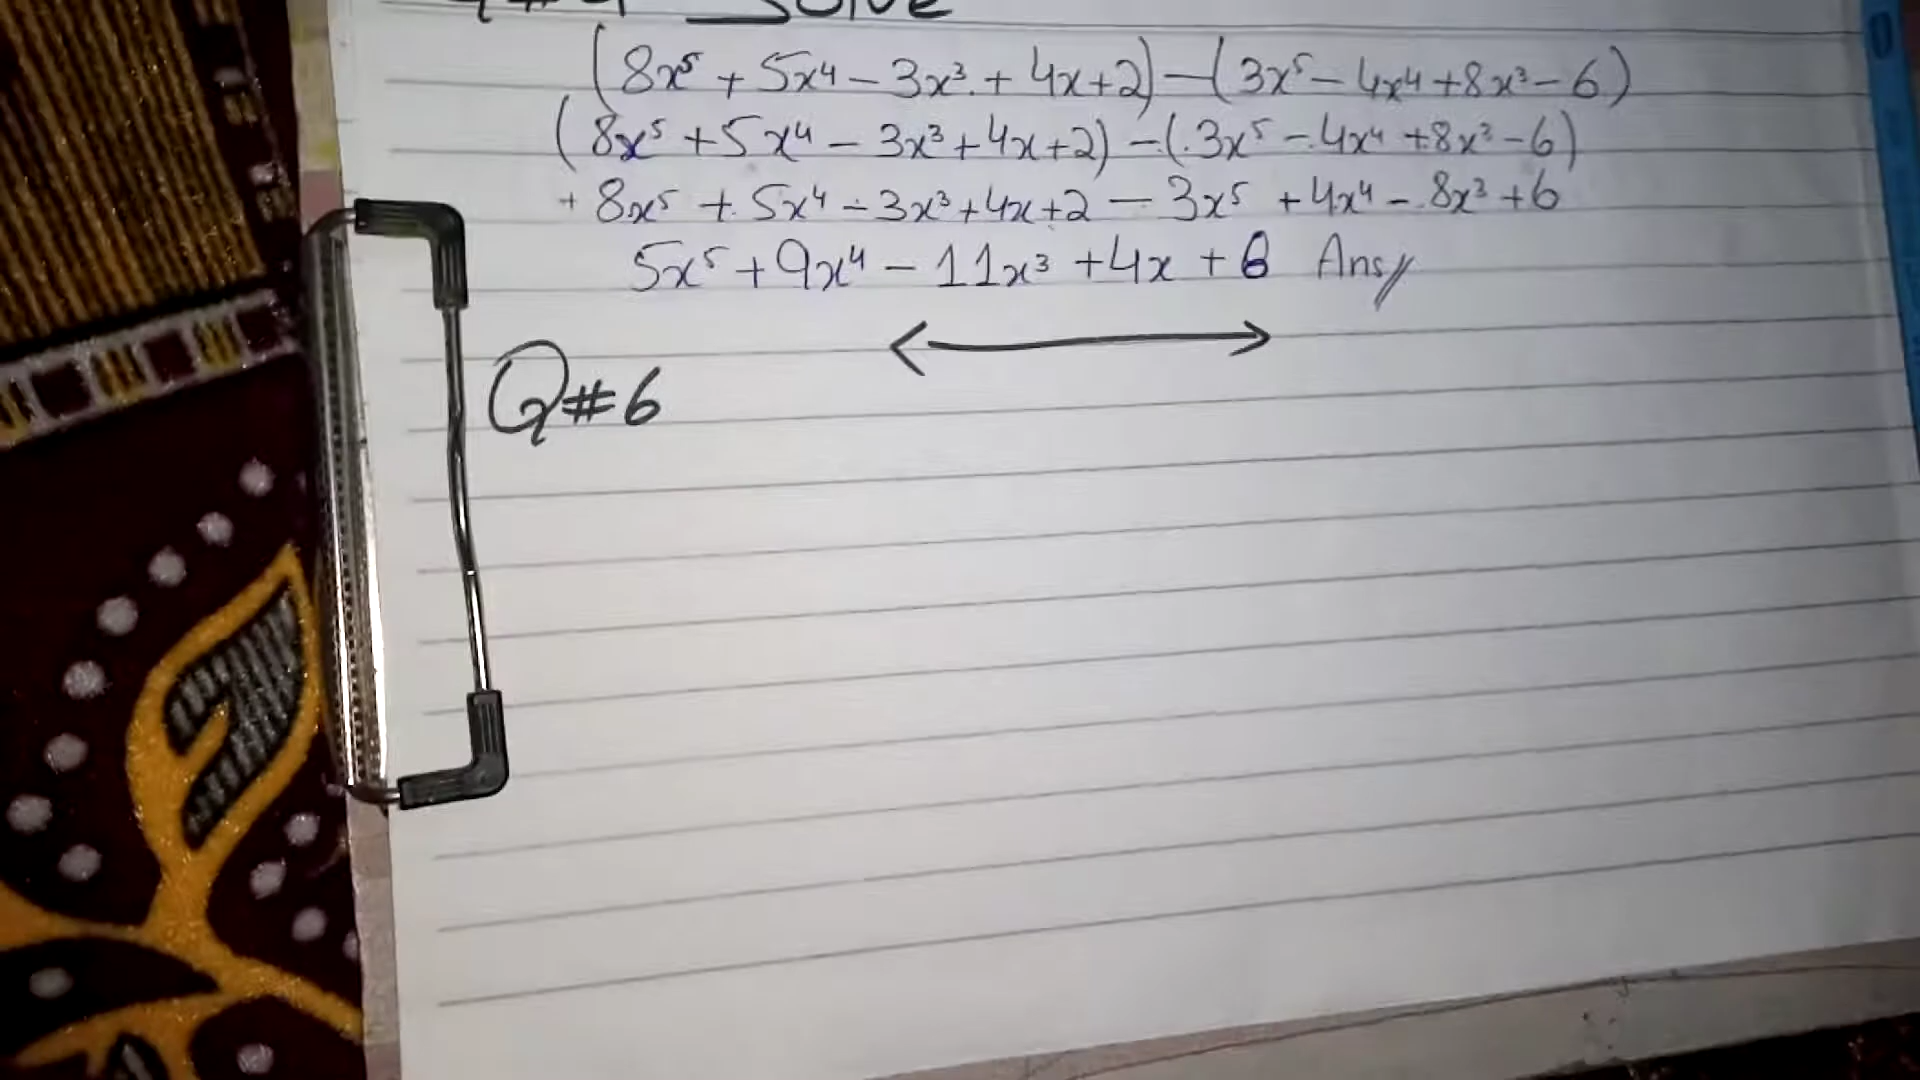 Solve
(8x⁵ + 5x⁴ - 3x³ + 4x + 2) - (3x⁵ - 4x⁴ + 8x³ - 6)
(8x⁵ + 5x⁴ - 3x³ + 4x + 2) - (3x⁵ - 4x⁴ + 8x³ - 6)
+ 8x⁵ + 5x⁴ - 3x³ + 4x + 2 - 3x⁵ + 4x⁴ - 8x³ + 6
5x⁵ + 9x⁴ - 11x³ + 4x + 8 Ans
Q#6